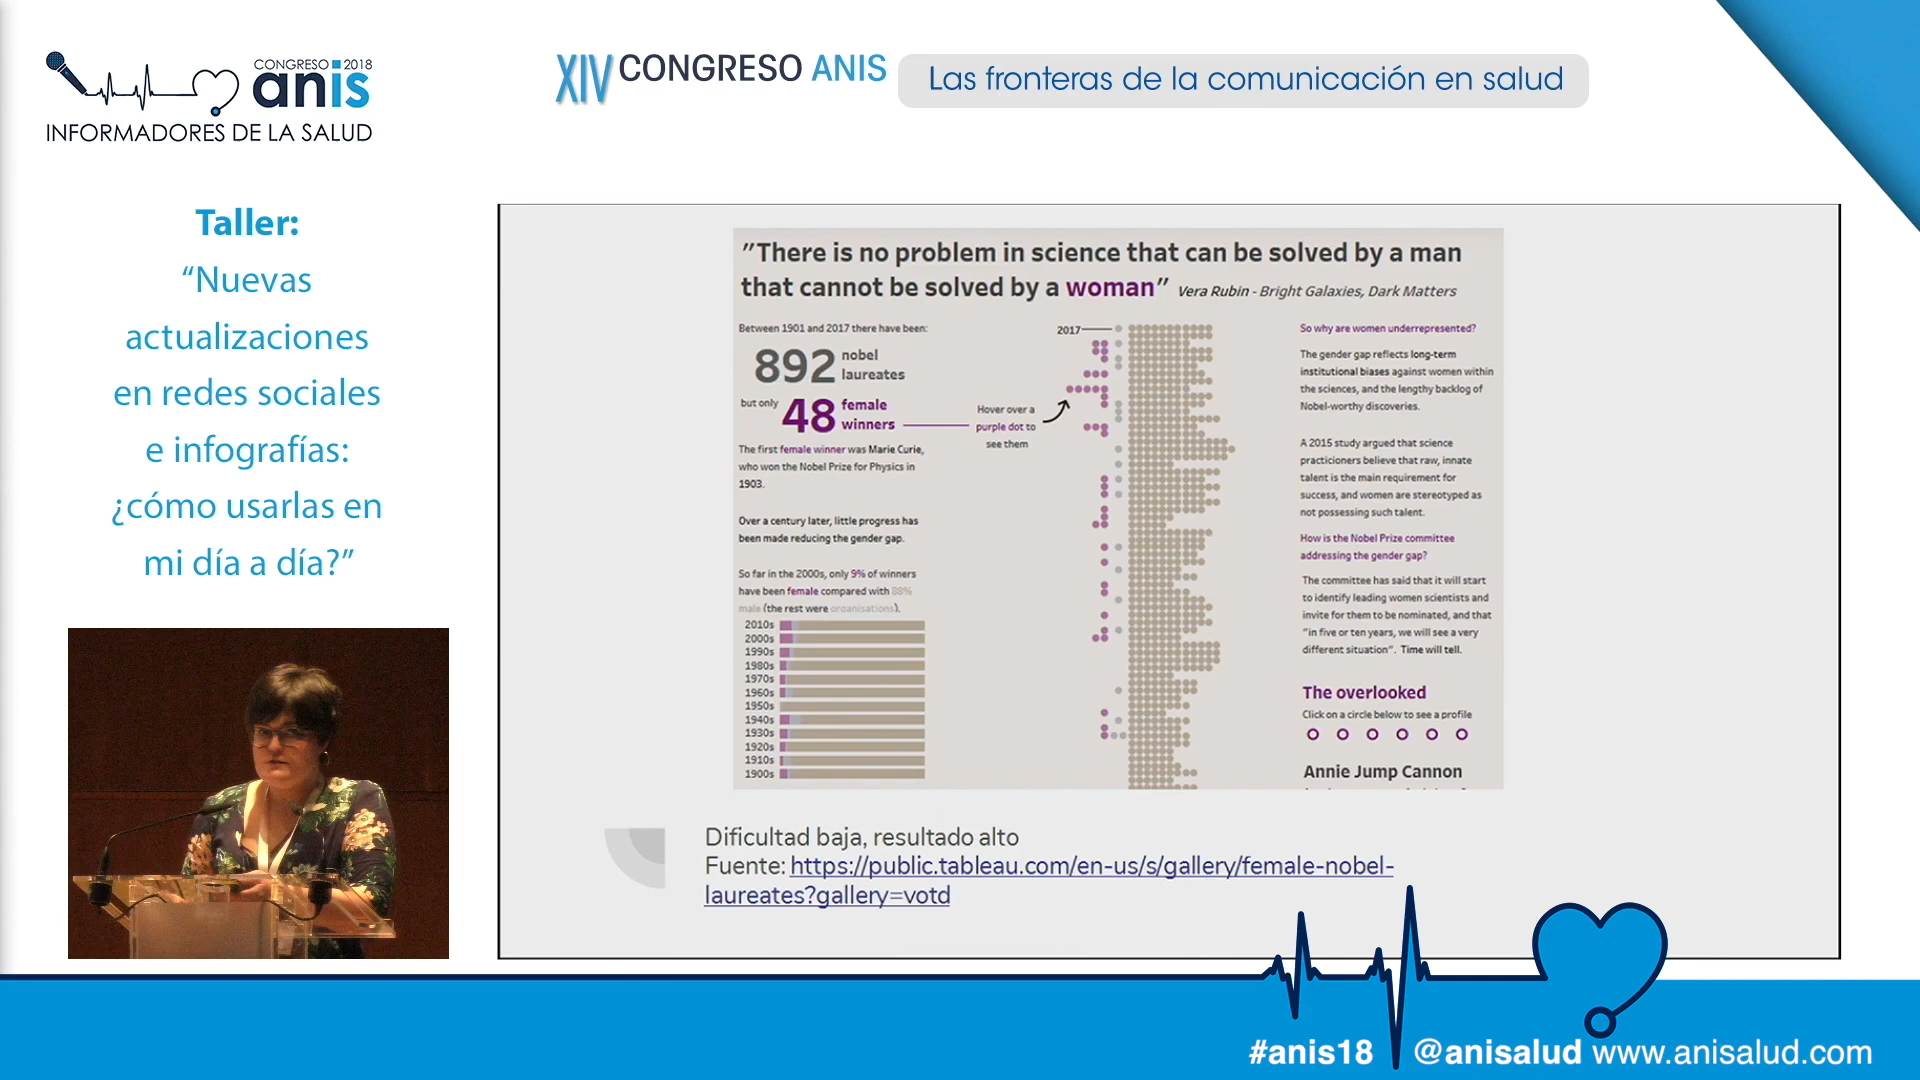 CONGRESO 2018
anis
INFORMADORES DE LA SALUD
XIV CONGRESO ANIS
Las fronteras de la comunicación en salud
Taller:
“Nuevas
actualizaciones
en redes sociales
e infografías:
¿cómo usarlas en
mi día a día?”
"There is no problem in science that can be solved by a man
that cannot be solved by a woman" Vera Rubin - Bright Galaxies, Dark Matters
Between 1901 and 2017 there have been:
892 nobel
laureates
but only 48 female
winners
Hover over a
purple dot to
see them
2017
The first female winner was Marie Curie,
who won the Nobel Prize for Physics in
1903.
Over a century later, little progress has
been made reducing the gender gap.
So far in the 2000s, only 9% of winners
have been female compared with 88%
male (the rest were organisations).
2010s
2000s
1990s
1980s
1970s
1960s
1950s
1940s
1930s
1920s
1910s
1900s
So why are women underrepresented?
The gender gap reflects long-term
institutional biases against women within
the sciences, and the lengthy backlog of
Nobel-worthy discoveries.
A 2015 study argued that science
practicioners believe that raw, innate
talent is the main requirement for
success, and women are stereotyped as
not possessing such talent.
How is the Nobel Prize committee
addressing the gender gap?
The committee has said that it will start
to identify leading women scientists and
invite for them to be nominated, and that
"in five or ten years, we will see a very
different situation". Time will tell.
The overlooked
Click on a circle below to see a profile
Annie Jump Cannon
Dificultad baja, resultado alto
Fuente: https://public.tableau.com/en-us/s/gallery/female-nobel-
laureates?gallery=votd
#anis18 @anisalud www.anisalud.com